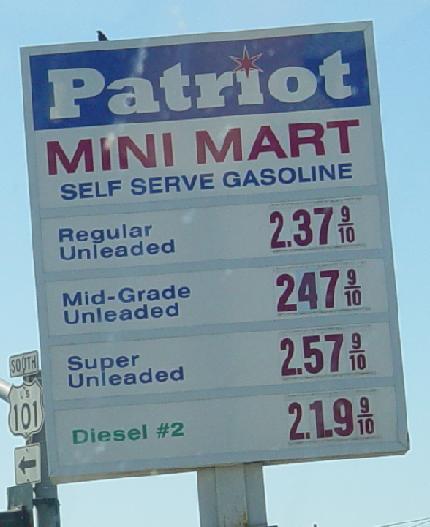 Patriot
MINI MART
SELF SERVE GASOLINE
Regular
Unleaded
2.37 9/10
Mid-Grade
Unleaded
247 9/10
Super
Unleaded
2.57 9/10
Diesel #2
2.19 9/10
SOUTH
US
101